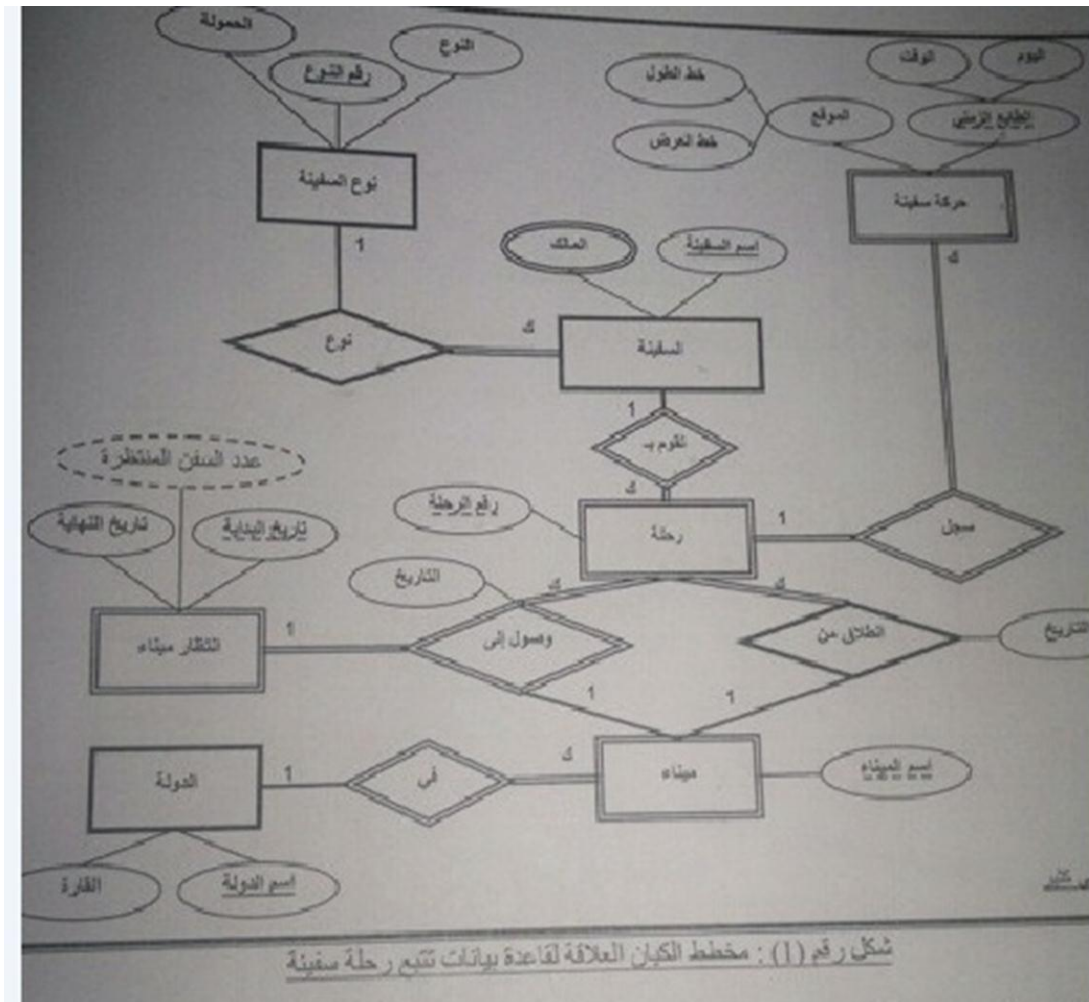 الحمولة
النوع
رقم النوع
نوع السفينة
1
نوع
ك
خط الطول
خط العرض
الموقع
الوقت
اليوم
الطابع الزمني
حركة سفينة
ك
المالك
اسم السفينة
السفينة
1
تقوم بـ
ك
رقم الرحلة
رحلة
1
سجل
عدد السفن المنتظرة
تاريخ النهاية
تاريخ البداية
انتظار ميناء
1
التاريخ
ك
وصول إلى
1
ك
انطلاق من
1
التاريخ
الدولة
1
في
ك
ميناء
اسم الميناء
القارة
اسم الدولة
شكل رقم (1) : مخطط الكيان العلاقة لقاعدة بيانات تتبع رحلة سفينة